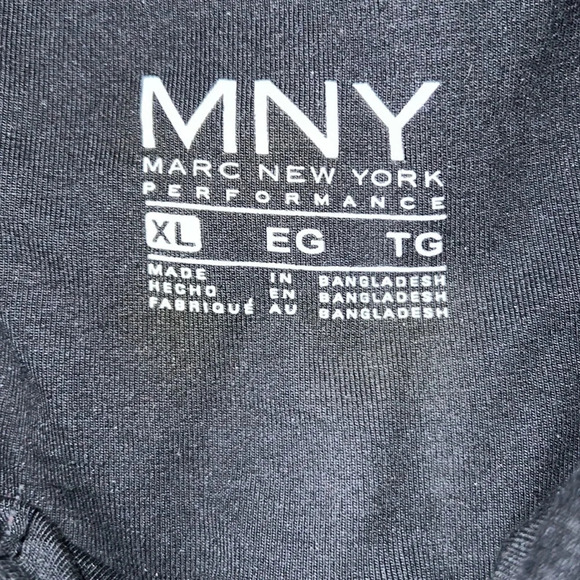 MNY
MARC NEW YORK
PERFORMANCE
XL EG TG
MADE IN BANGLADESH
HECHO EN BANGLADESH
FABRIQUÉ AU BANGLADESH